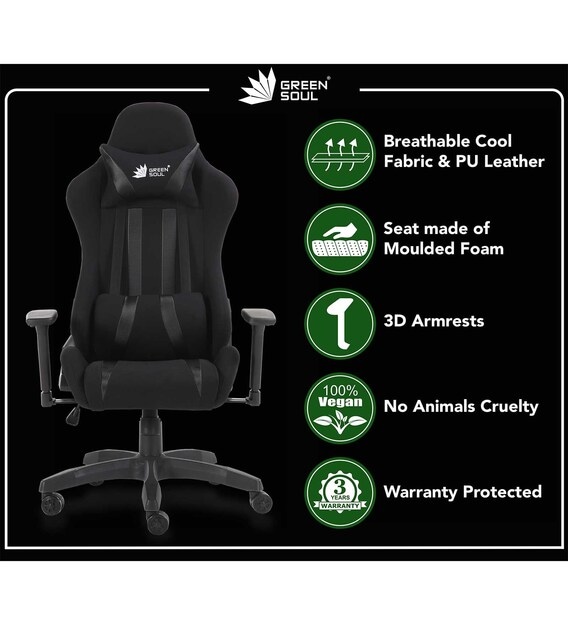 GREEN®
SOUL
GREEN®
SOUL
Breathable Cool
Fabric & PU Leather
Seat made of
Moulded Foam
3D Armrests
100%
Vegan
No Animals Cruelty
3
YEARS
WARRANTY
Warranty Protected